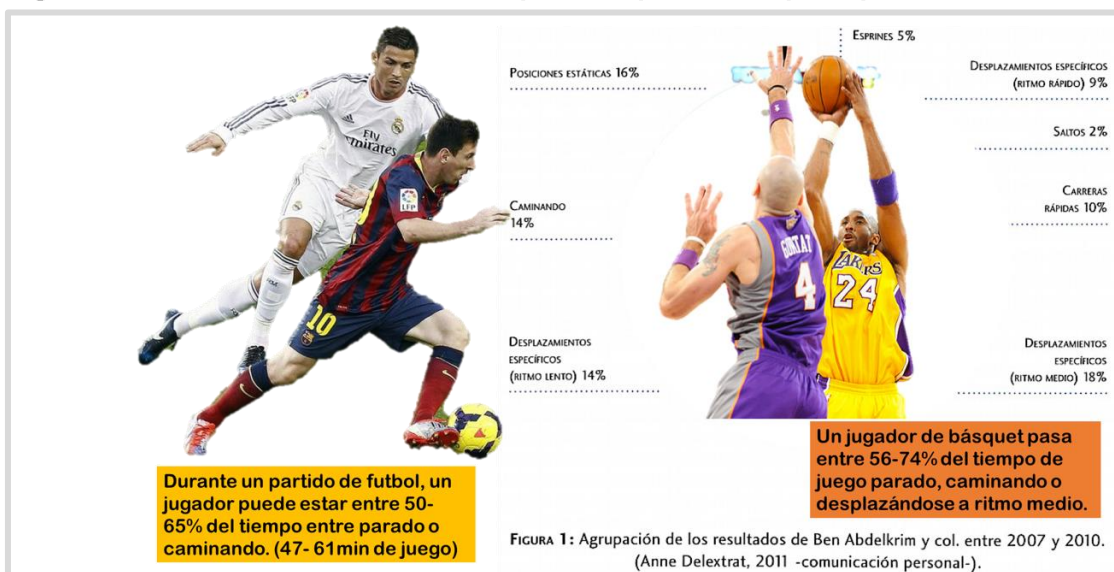 ESPRINES 5%
POSICIONES ESTÁTICAS 16%
DESPLAZAMIENTOS ESPECÍFICOS
(RITMO RÁPIDO) 9%
SALTOS 2%
CAMINANDO
14%
CARRERAS
RÁPIDAS 10%
DESPLAZAMIENTOS
ESPECÍFICOS
(RITMO LENTO) 14%
DESPLAZAMIENTOS
ESPECÍFICOS
(RITMO MEDIO) 18%
Fly
Emirates
LFP
10
GORTAT
4
LAKERS
24
Durante un partido de futbol, un
jugador puede estar entre 50-
65% del tiempo entre parado o
caminando. (47- 61min de juego)
Un jugador de básquet pasa
entre 56-74% del tiempo de
juego parado, caminando o
desplazándose a ritmo medio.
FIGURA 1: Agrupación de los resultados de Ben Abdelkrim y col. entre 2007 y 2010.
(Anne Delextrat, 2011 -comunicación personal-).